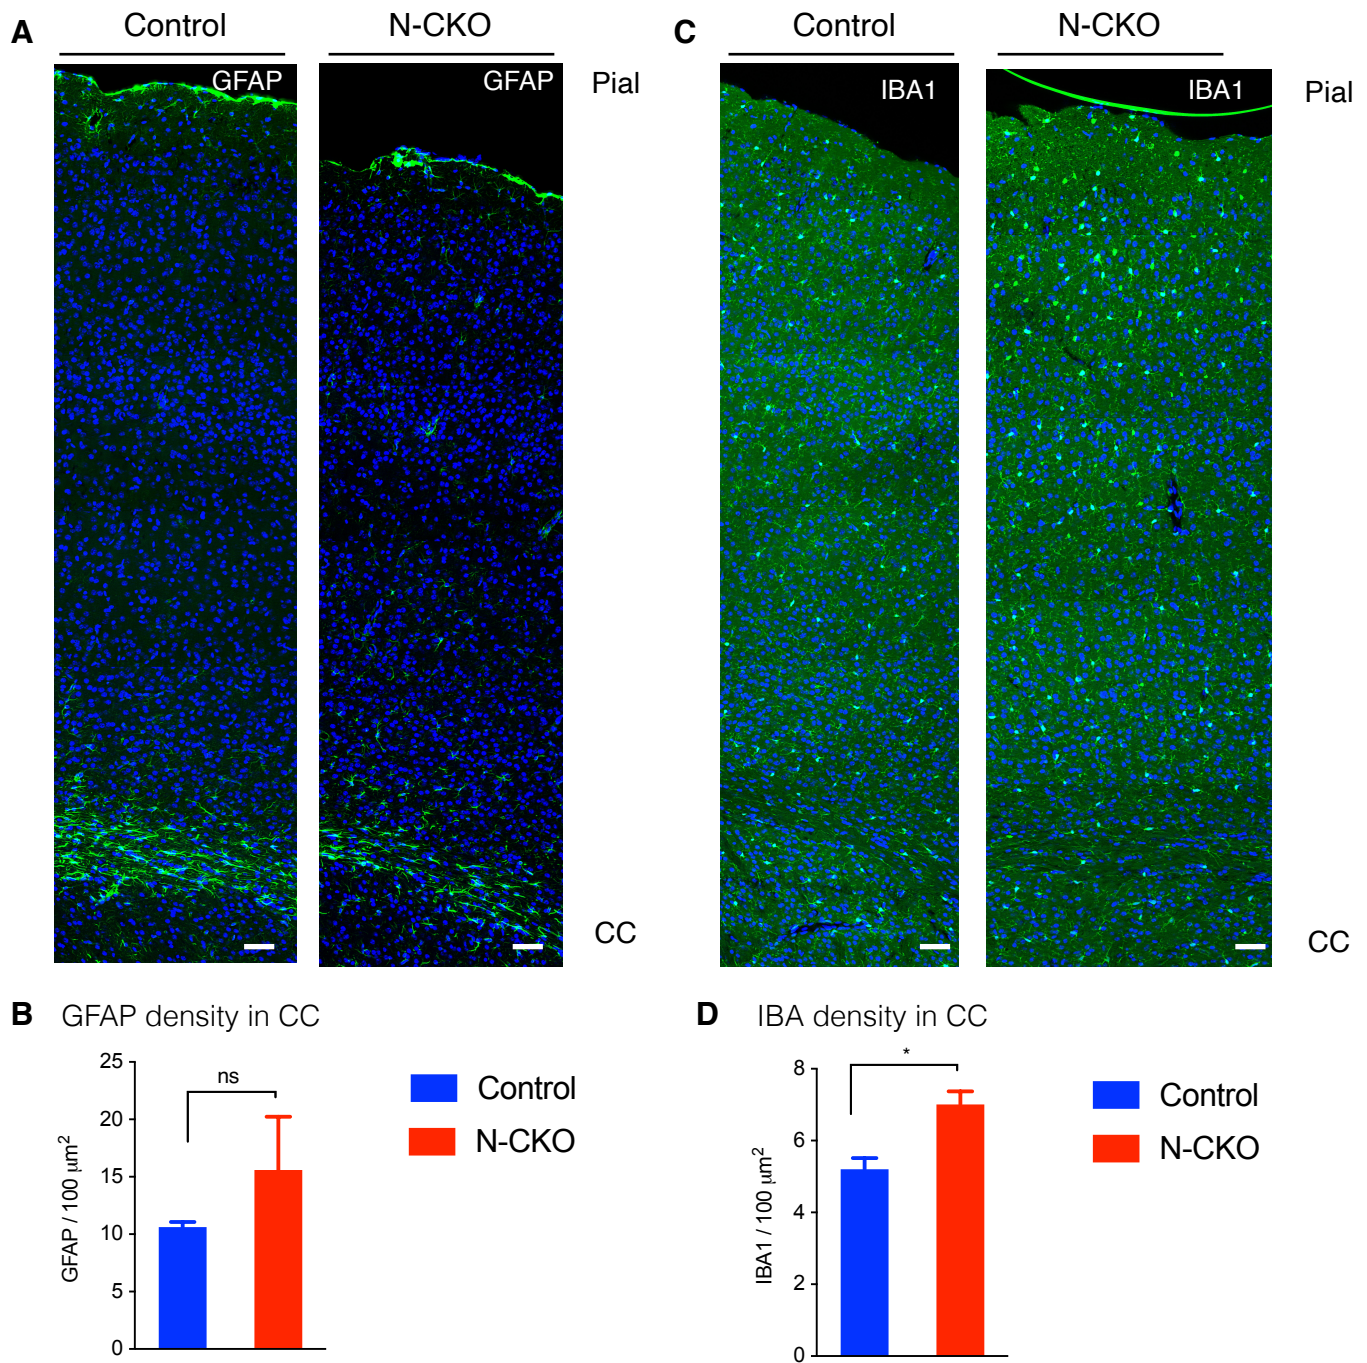 A
Control
N-CKO
GFAP
GFAP
Pial
CC
C
Control
N-CKO
IBA1
IBA1
Pial
CC
B GFAP density in CC
GFAP / 100 μm²
25
20
15
10
5
0
ns
Control
N-CKO
D IBA density in CC
IBA1 / 100 μm²
8
6
4
2
0
*
Control
N-CKO